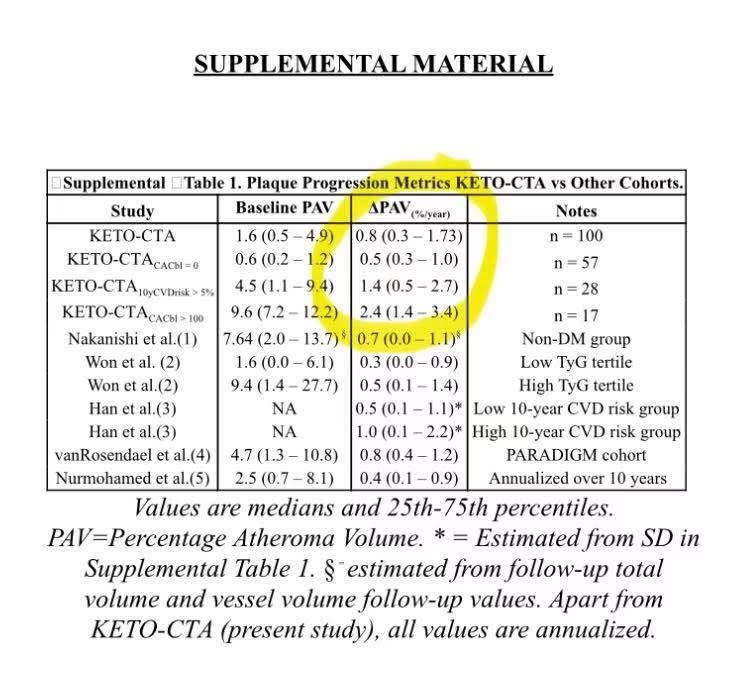 SUPPLEMENTAL MATERIAL
□Supplemental □Table 1. Plaque Progression Metrics KETO-CTA vs Other Cohorts.
Study Baseline PAV ΔPAV(%/year) Notes
KETO-CTA 1.6 (0.5 – 4.9) 0.8 (0.3 – 1.73) n = 100
KETO-CTACACbl = 0 0.6 (0.2 – 1.2) 0.5 (0.3 – 1.0) n = 57
KETO-CTA10yCVDrisk > 5% 4.5 (1.1 – 9.4) 1.4 (0.5 – 2.7) n = 28
KETO-CTACACbl > 100 9.6 (7.2 – 12.2) 2.4 (1.4 – 3.4) n = 17
Nakanishi et al.(1) 7.64 (2.0 – 13.7)§ 0.7 (0.0 – 1.1)§ Non-DM group
Won et al. (2) 1.6 (0.0 – 6.1) 0.3 (0.0 – 0.9) Low TyG tertile
Won et al.(2) 9.4 (1.4 – 27.7) 0.5 (0.1 – 1.4) High TyG tertile
Han et al.(3) NA 0.5 (0.1 – 1.1)* Low 10-year CVD risk group
Han et al.(3) NA 1.0 (0.1 – 2.2)* High 10-year CVD risk group
vanRosendael et al.(4) 4.7 (1.3 – 10.8) 0.8 (0.4 – 1.2) PARADIGM cohort
Nurmohamed et al.(5) 2.5 (0.7 – 8.1) 0.4 (0.1 – 0.9) Annualized over 10 years
Values are medians and 25th-75th percentiles.
PAV=Percentage Atheroma Volume. * = Estimated from SD in
Supplemental Table 1. §⁼estimated from follow-up total
volume and vessel volume follow-up values. Apart from
KETO-CTA (present study), all values are annualized.